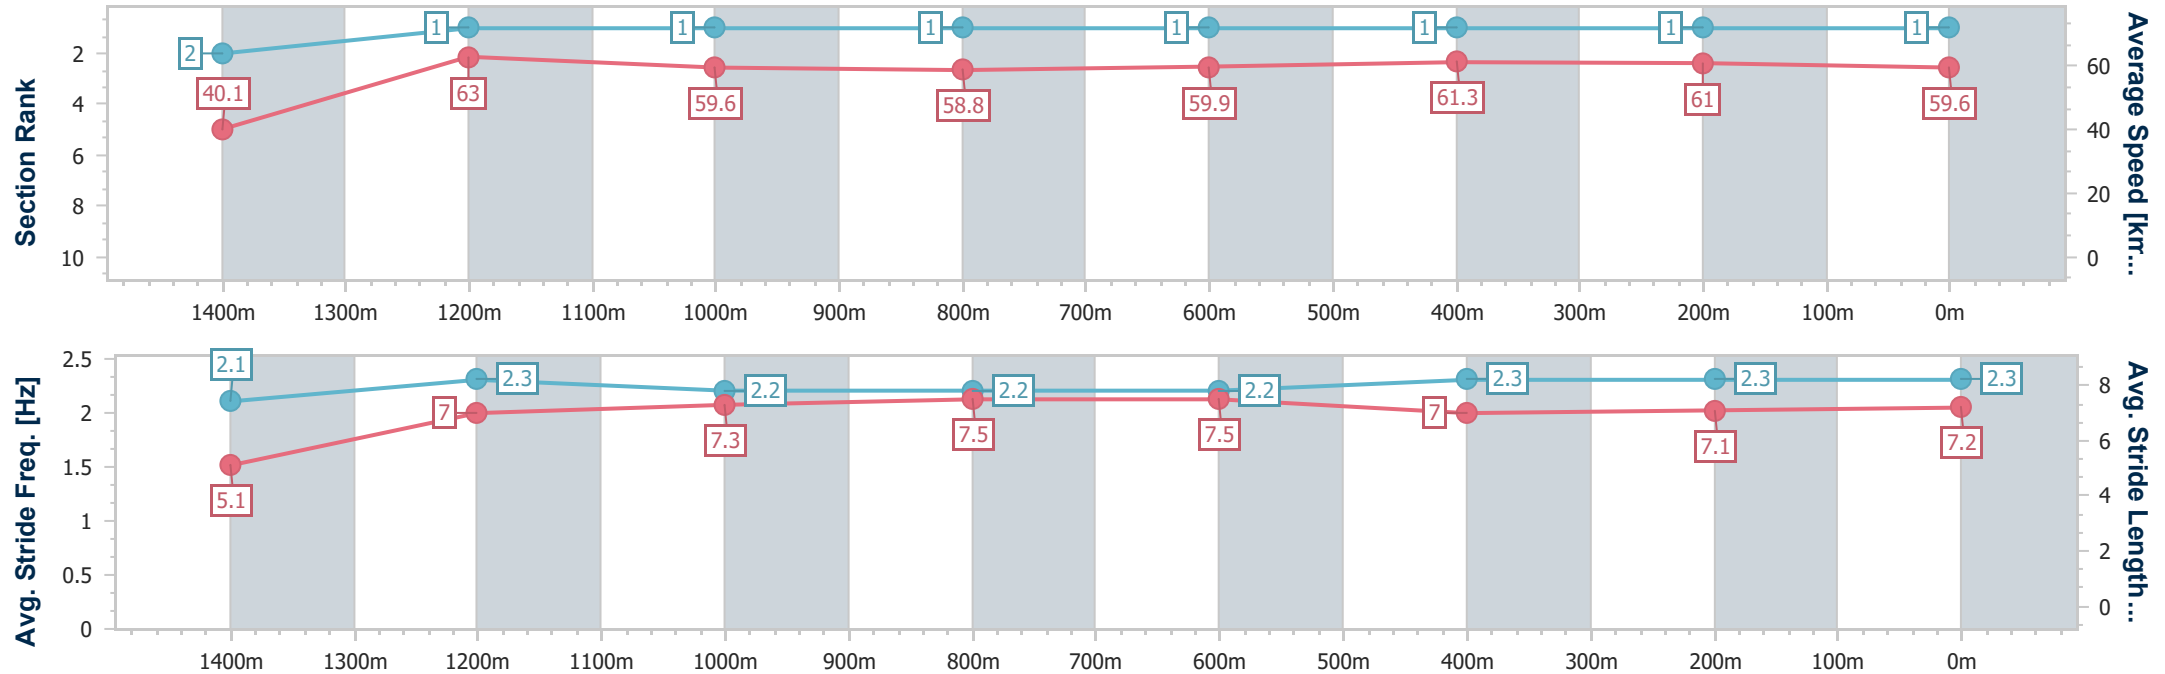 Section Rank
2
4
6
8
10
2
1
1
1
1
1
1
1
40.1
63
59.6
58.8
59.9
61.3
61
59.6
60
40
20
0
Average Speed [km...
1400m
1300m
1200m
1100m
1000m
900m
800m
700m
600m
500m
400m
300m
200m
100m
0m
Avg. Stride Freq. [Hz]
2.5
2
1.5
1
0.5
0
2.1
2.3
2.2
2.2
2.2
2.3
2.3
2.3
5.1
7
7.3
7.5
7.5
7
7.1
7.2
8
6
4
2
0
Avg. Stride Length...
1400m
1300m
1200m
1100m
1000m
900m
800m
700m
600m
500m
400m
300m
200m
100m
0m